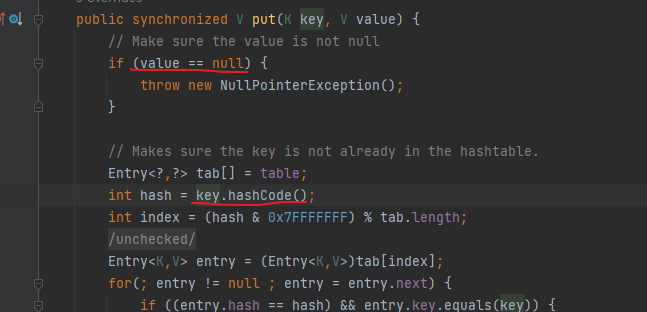 public synchronized V put(K key, V value) {
// Make sure the value is not null
if (value == null) {
throw new NullPointerException();
}
// Makes sure the key is not already in the hashtable.
Entry<?,?> tab[] = table;
int hash = key.hashCode();
int index = (hash & 0x7FFFFFFF) % tab.length;
/unchecked/
Entry<K,V> entry = (Entry<K,V>)tab[index];
for(; entry != null ; entry = entry.next) {
if ((entry.hash == hash) && entry.key.equals(key)) {